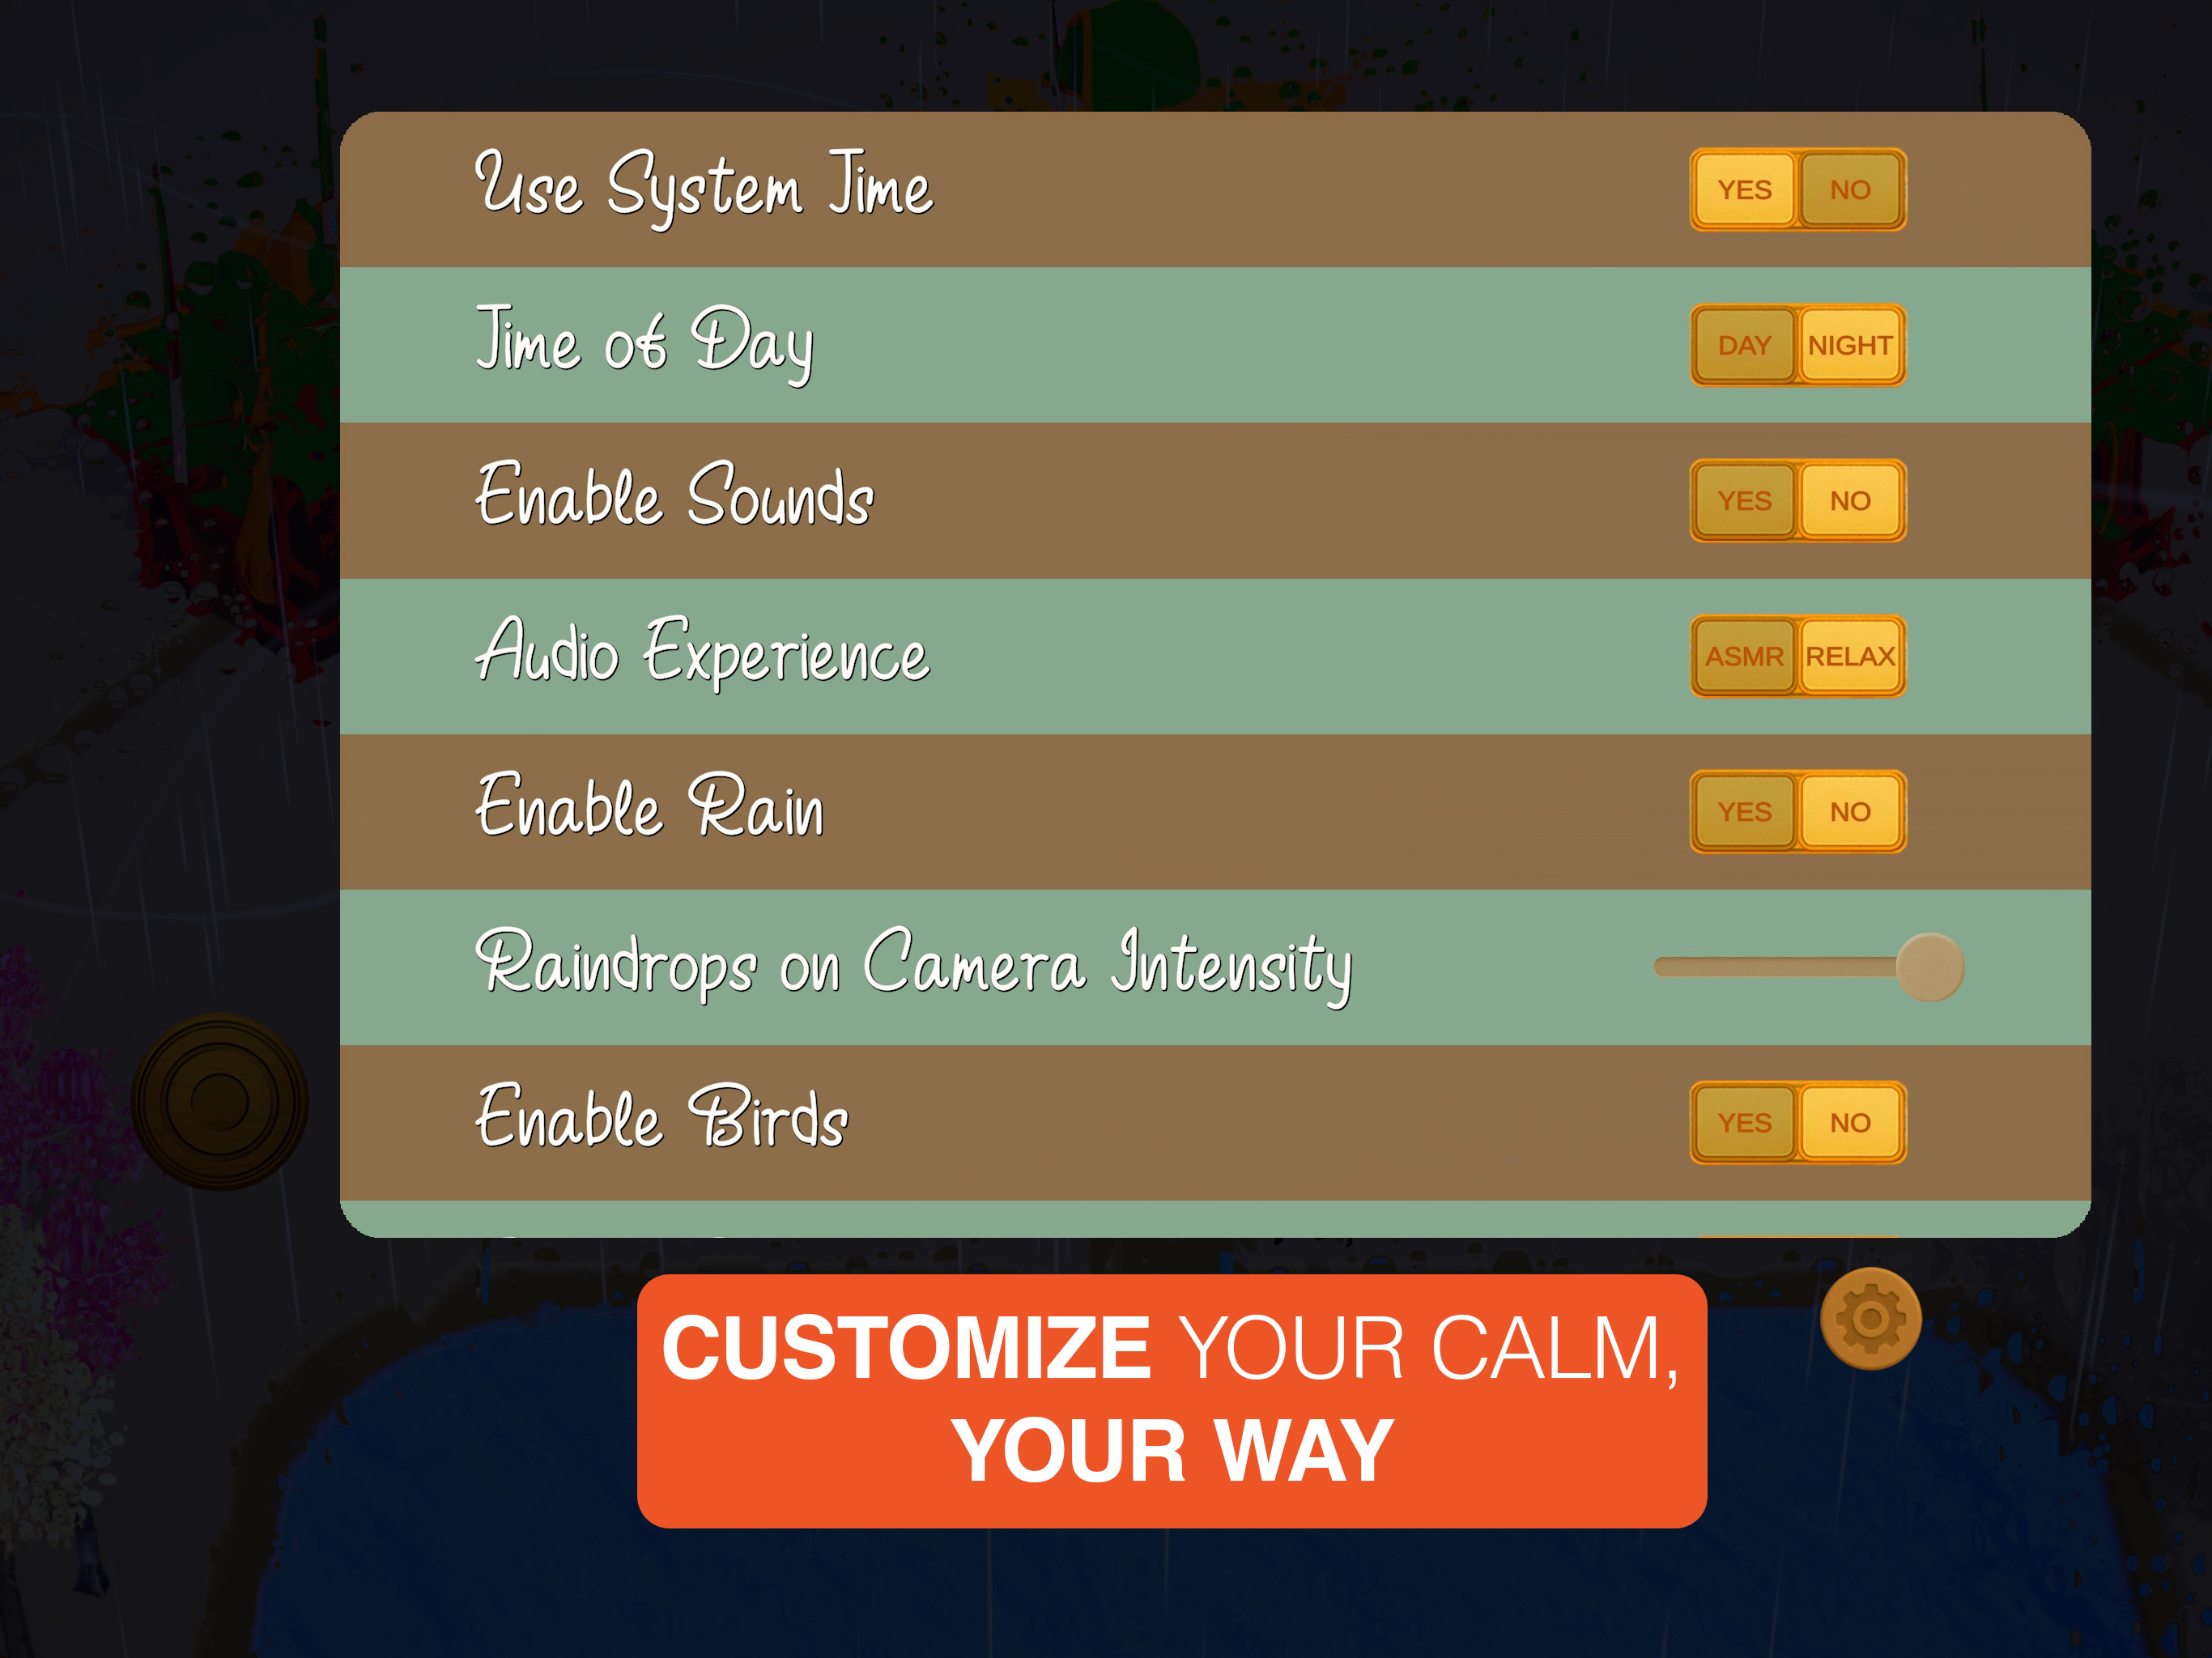 Use System Time
YES NO
Time of Day
DAY NIGHT
Enable Sounds
YES NO
Audio Experience
ASMR RELAX
Enable Rain
YES NO
Raindrops on Camera Intensity
Enable Birds
YES NO
CUSTOMIZE YOUR CALM,
YOUR WAY